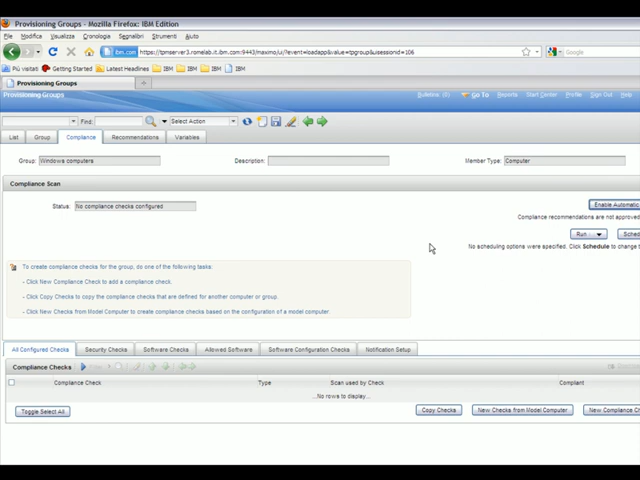 Provisioning Groups - Mozilla Firefox: IBM Edition
File Modifica Visualizza Cronologia Segnalibri Strumenti Aiuto
ibm.com https://tpmserver3.romelab.it.ibm.com:9443/maximo/ui/?event=loadapp&value=tpgroup&uisessionid=106 Google
Più visitati Getting Started Latest Headlines IBM IBM IBM IBM
Provisioning Groups
Provisioning Groups Bulletins: (0) Go To Reports Start Center Profile Sign Out Help
Find: Select Action
List Group Compliance Recommendations Variables
Group: Windows computers Description: Member Type: Computer
Compliance Scan
Status: No compliance checks configured
Enable Automatic
Compliance recommendations are not approved
Run Sched
No scheduling options were specified. Click Schedule to change t
To create compliance checks for the group, do one of the following tasks:
- Click New Compliance Check to add a compliance check.
- Click Copy Checks to copy the compliance checks that are defined for another computer or group.
- Click New Checks from Model Computer to create compliance checks based on the configuration of a model computer.
All Configured Checks Security Checks Software Checks Allowed Software Software Configuration Checks Notification Setup
Compliance Checks
Compliance Check Type Scan used by Check Compliant
...No rows to display...
Toggle Select All Copy Checks New Checks from Model Computer New Compliance Ch